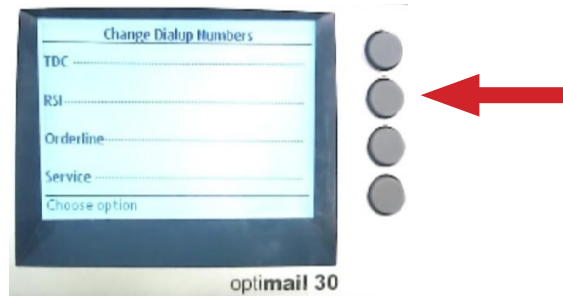 Change Dialup Numbers
TDC
RSI
Orderline
Service
Choose option
optimail 30